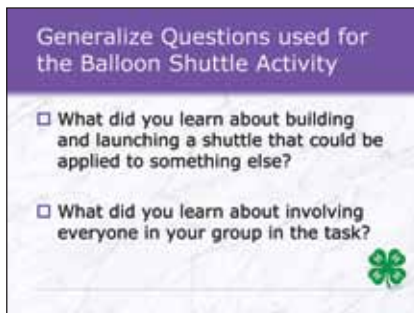 Generalize Questions used for
the Balloon Shuttle Activity
What did you learn about building
and launching a shuttle that could be
applied to something else?
What did you learn about involving
everyone in your group in the task?